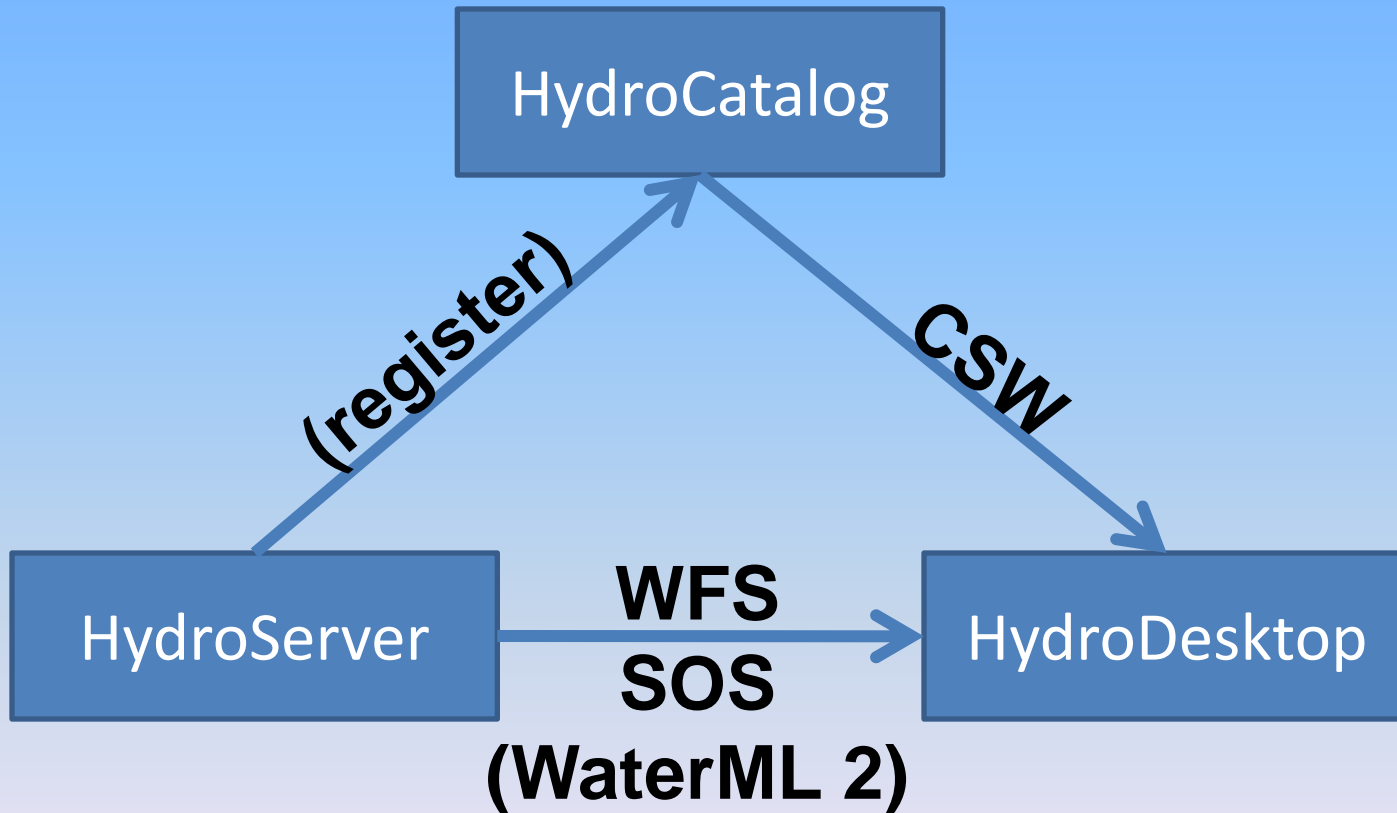 HydroCatalog
(register)
CSW
HydroServer
WFS
SOS
(WaterML 2)
HydroDesktop